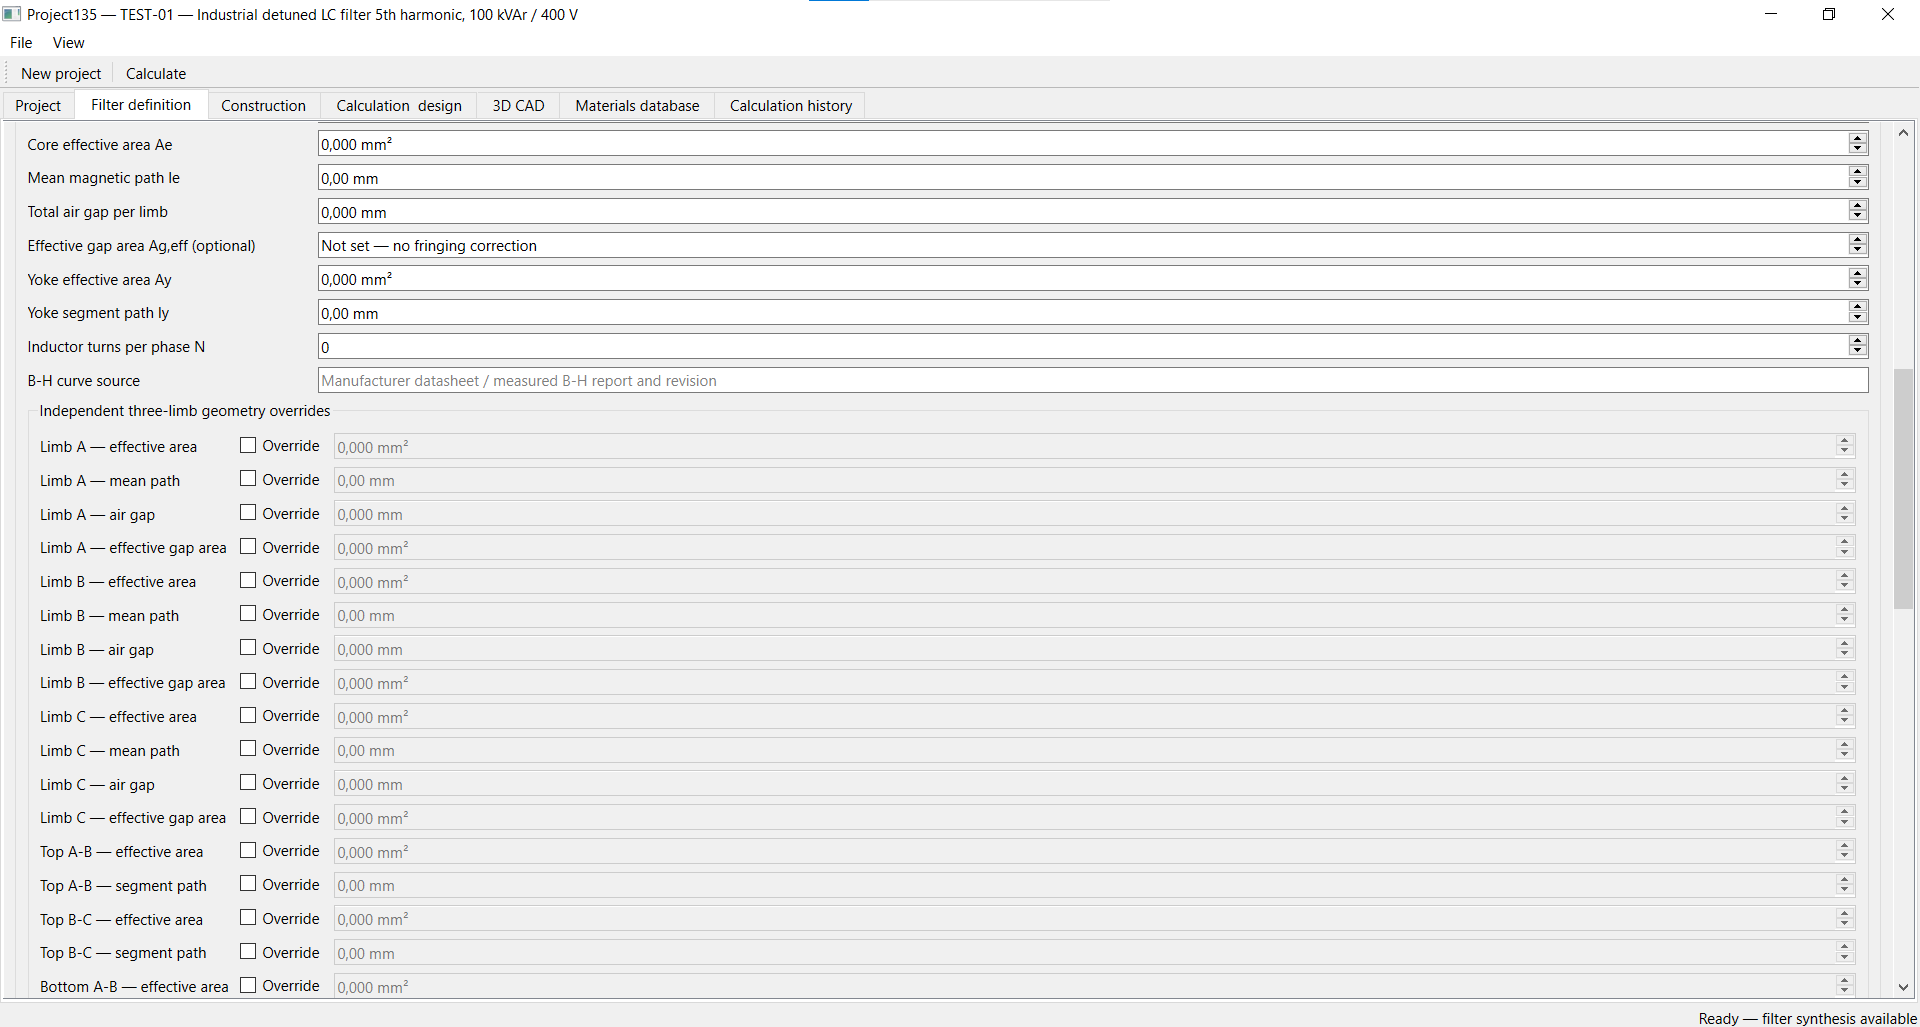 Project135 — TEST-01 — Industrial detuned LC filter 5th harmonic, 100 kVAr / 400 V
File View
New project Calculate
Project Filter definition Construction Calculation design 3D CAD Materials database Calculation history
Core effective area Ae 0,000 mm²
Mean magnetic path le 0,00 mm
Total air gap per limb 0,000 mm
Effective gap area Ag,eff (optional) Not set — no fringing correction
Yoke effective area Ay 0,000 mm²
Yoke segment path ly 0,00 mm
Inductor turns per phase N 0
B-H curve source Manufacturer datasheet / measured B-H report and revision
Independent three-limb geometry overrides
Limb A — effective area Override 0,000 mm²
Limb A — mean path Override 0,00 mm
Limb A — air gap Override 0,000 mm
Limb A — effective gap area Override 0,000 mm²
Limb B — effective area Override 0,000 mm²
Limb B — mean path Override 0,00 mm
Limb B — air gap Override 0,000 mm
Limb B — effective gap area Override 0,000 mm²
Limb C — effective area Override 0,000 mm²
Limb C — mean path Override 0,00 mm
Limb C — air gap Override 0,000 mm
Limb C — effective gap area Override 0,000 mm²
Top A-B — effective area Override 0,000 mm²
Top A-B — segment path Override 0,00 mm
Top B-C — effective area Override 0,000 mm²
Top B-C — segment path Override 0,00 mm
Bottom A-B — effective area Override 0,000 mm²
Ready — filter synthesis available